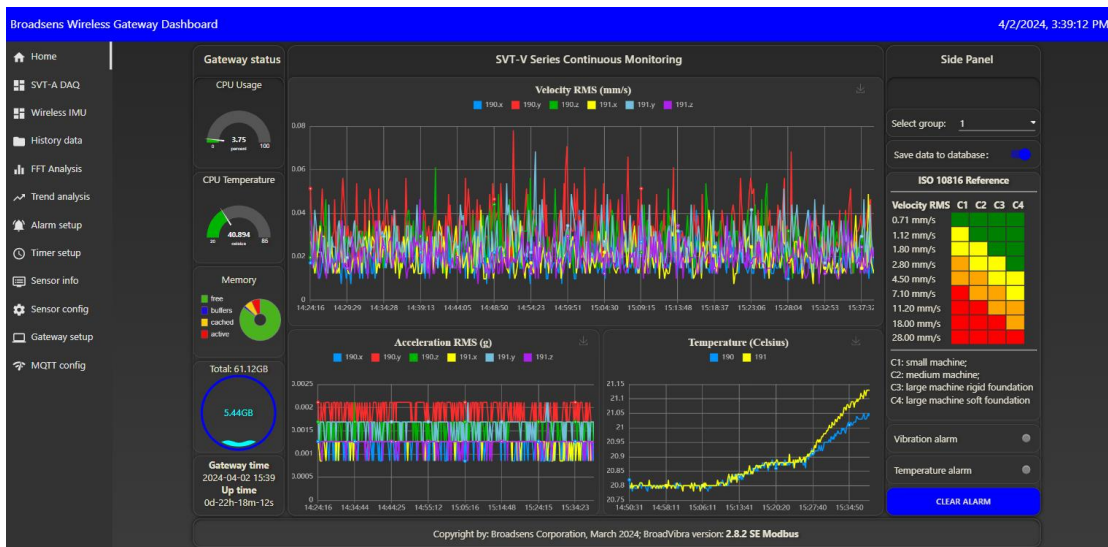 Broadsens Wireless Gateway Dashboard
4/2/2024, 3:39:12 PM
Home
SVT-A DAQ
Wireless IMU
History data
FFT Analysis
Trend analysis
Alarm setup
Timer setup
Sensor info
Sensor config
Gateway setup
MQTT config
Gateway status
CPU Usage
3.75
0 percent 100
CPU Temperature
40.894
20 celsius 85
Memory
free
buffers
cached
active
Total: 61.12GB
5.44GB
Gateway time
2024-04-02 15:39
Up time
0d-22h-18m-12s
SVT-V Series Continuous Monitoring
Velocity RMS (mm/s)
190.x 190.y 190.z 191.x 191.y 191.z
0.08
0.06
0.04
0.02
0
14:24:16 14:29:29 14:34:28 14:39:13 14:44:05 14:48:50 14:54:23 14:59:51 15:04:30 15:09:15 15:13:48 15:18:37 15:23:06 15:28:04 15:32:53 15:37:32
Acceleration RMS (g)
190.x 190.y 190.z 191.x 191.y 191.z
0.0025
0.002
0.0015
0.001
0.0005
0
14:24:16 14:34:44 14:44:25 14:55:12 15:05:16 15:14:48 15:24:15 15:34:23
Temperature (Celsius)
190 191
21.15
21.1
21.05
21
20.95
20.9
20.85
20.8
20.75
14:50:31 14:58:11 15:06:11 15:13:41 15:20:20 15:27:40 15:34:50
Side Panel
Select group: 1
Save data to database:
ISO 10816 Reference
Velocity RMS C1 C2 C3 C4
0.71 mm/s
1.12 mm/s
1.80 mm/s
2.80 mm/s
4.50 mm/s
7.10 mm/s
11.20 mm/s
18.00 mm/s
28.00 mm/s
C1: small machine;
C2: medium machine;
C3: large machine rigid foundation
C4: large machine soft foundation
Vibration alarm
Temperature alarm
CLEAR ALARM
Copyright by: Broadsens Corporation, March 2024; BroadVibra version: 2.8.2 SE Modbus